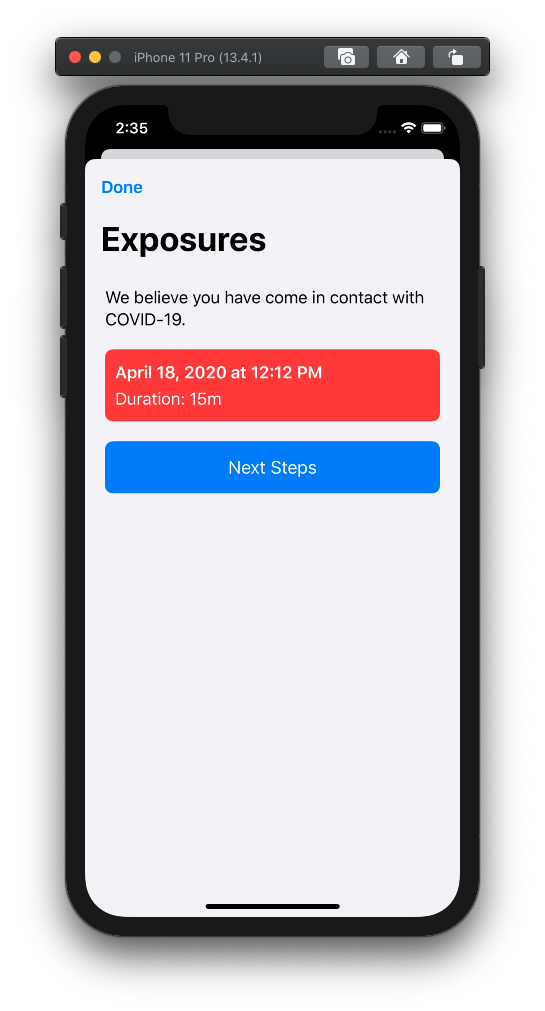 iPhone 11 Pro (13.4.1)
2:35
Done
Exposures
We believe you have come in contact with
COVID-19.
April 18, 2020 at 12:12 PM
Duration: 15m
Next Steps